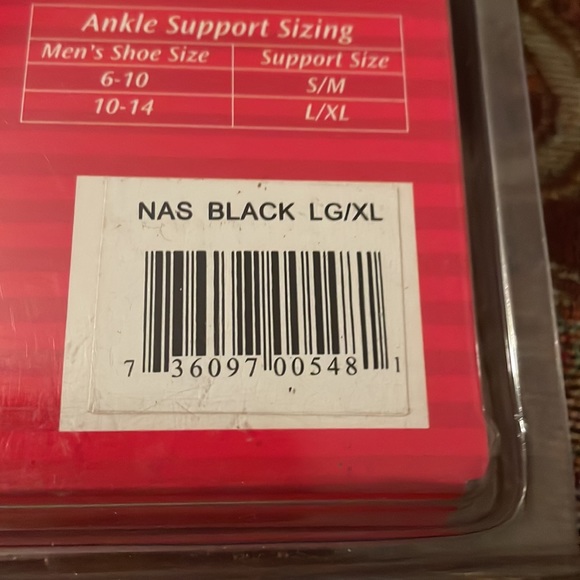 Ankle Support Sizing
Men's Shoe Size Support Size
6-10 S/M
10-14 L/XL
NAS BLACK LG/XL
7 36097 00548 1